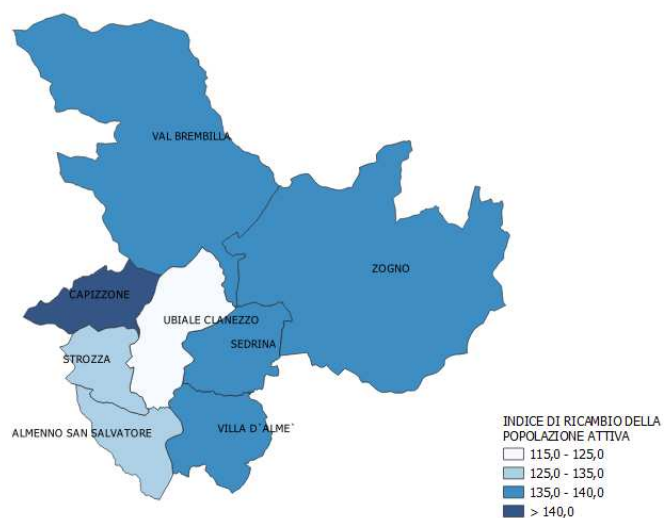 VAL BREMBILLA
ZOGNO
CAPIZZONE
UBIALE CLANEZZO
SEDRINA
STROZZA
ALMENNO SAN SALVATORE
VILLA D`ALME`
INDICE DI RICAMBIO DELLA
POPOLAZIONE ATTIVA
115,0 - 125,0
125,0 - 135,0
135,0 - 140,0
> 140,0